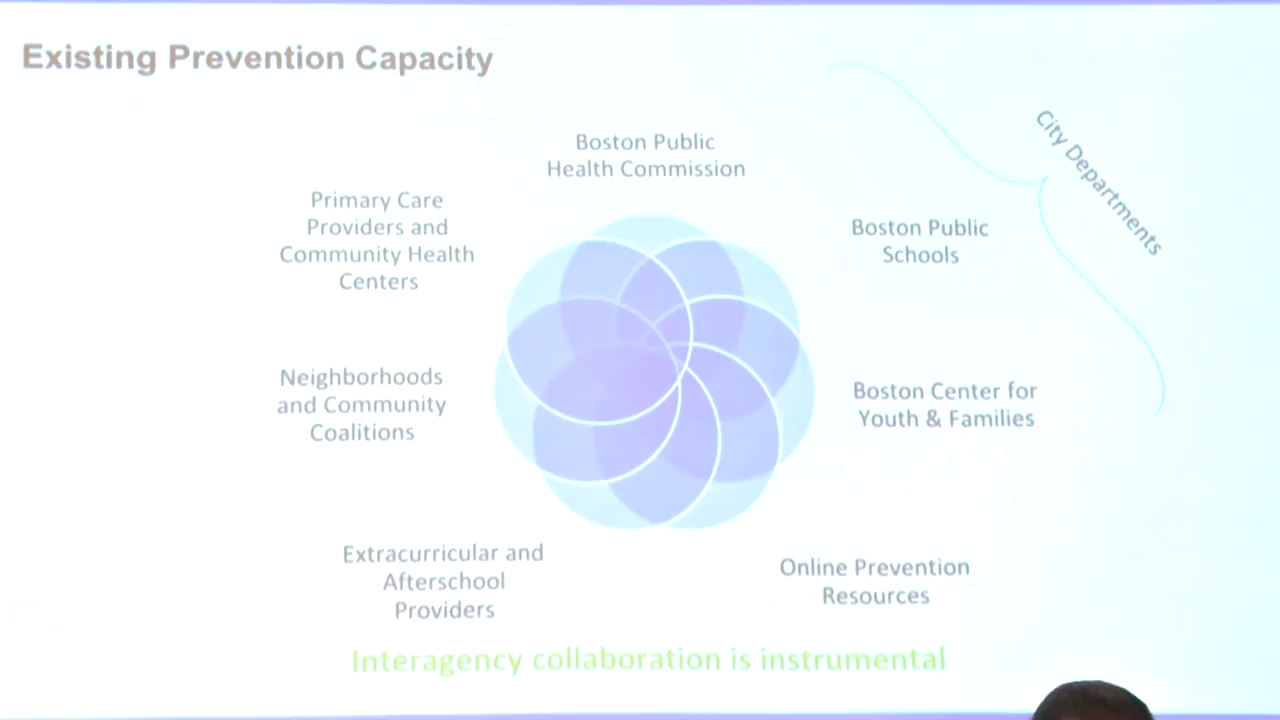 Existing Prevention Capacity
Boston Public
Health Commission
City Departments
Primary Care
Providers and
Community Health
Centers
Boston Public
Schools
Neighborhoods
and Community
Coalitions
Boston Center for
Youth & Families
Extracurricular and
Afterschool
Providers
Online Prevention
Resources
Interagency collaboration is instrumental